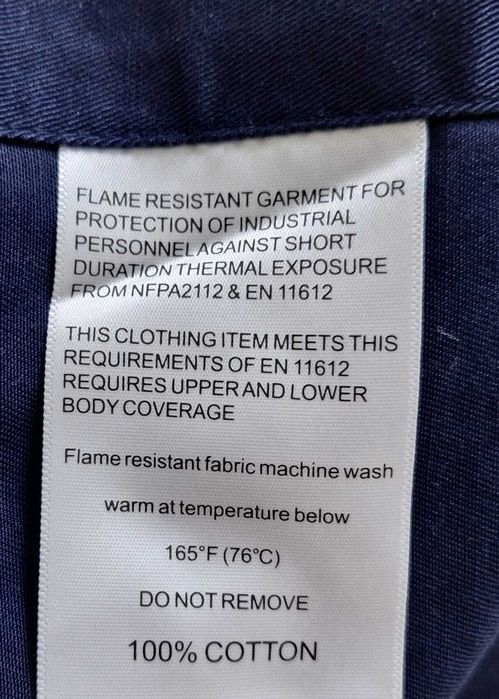 FLAME RESISTANT GARMENT FOR
PROTECTION OF INDUSTRIAL
PERSONNEL AGAINST SHORT
DURATION THERMAL EXPOSURE
FROM NFPA2112 & EN 11612
THIS CLOTHING ITEM MEETS THIS
REQUIREMENTS OF EN 11612
REQUIRES UPPER AND LOWER
BODY COVERAGE
Flame resistant fabric machine wash
warm at temperature below
165°F (76°C)
DO NOT REMOVE
100% COTTON